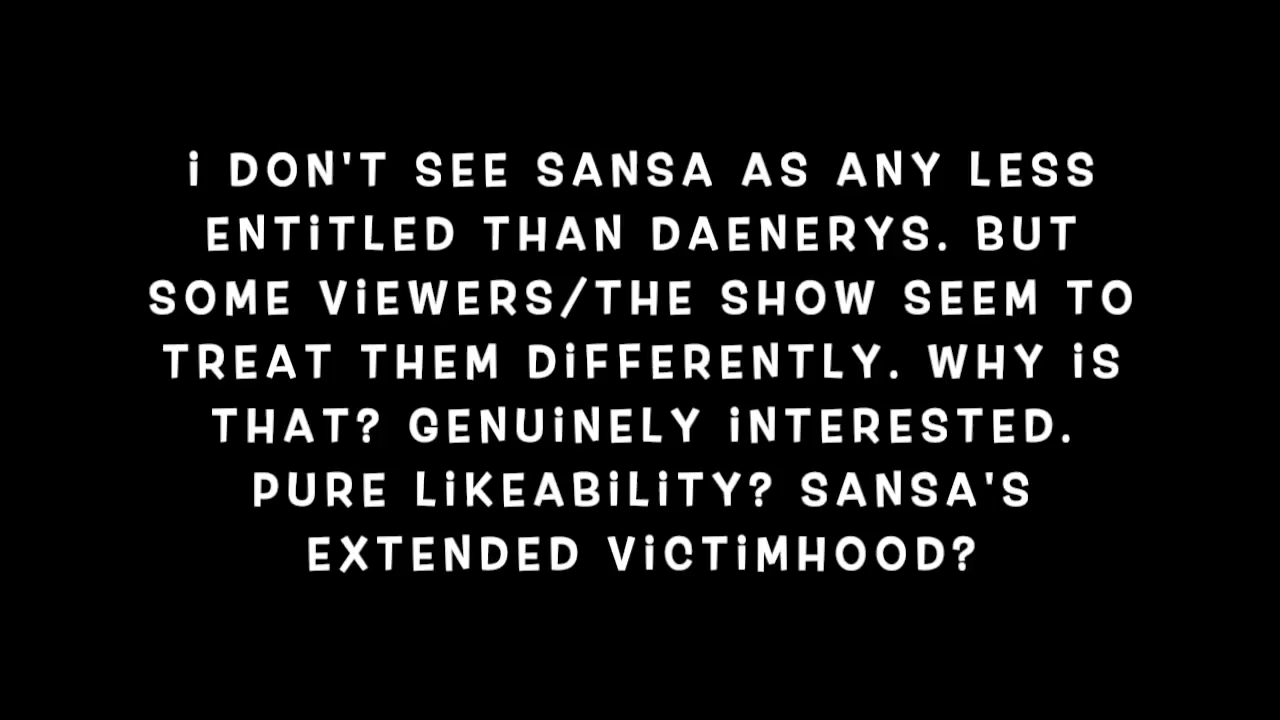 i DON'T SEE SANSA AS ANY LESS
ENTiTLED THAN DAENERYS. BUT
SOME ViEWERS/THE SHOW SEEM TO
TREAT THEM DiFFERENTLY. WHY iS
THAT? GENUiNELY iNTERESTED.
PURE LiKEABiLiTY? SANSA'S
EXTENDED ViCTiMHOOD?